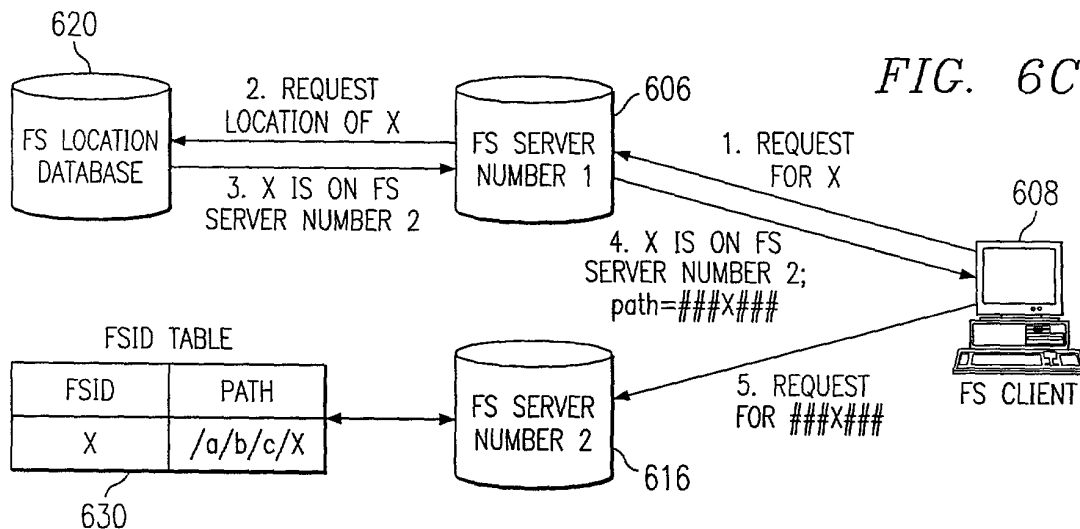 FIG. 6C
620
FS LOCATION
DATABASE
2. REQUEST
LOCATION OF X
3. X IS ON FS
SERVER NUMBER 2
606
FS SERVER
NUMBER 1
1. REQUEST
FOR X
608
FS CLIENT
4. X IS ON FS
SERVER NUMBER 2;
path=###X###
5. REQUEST
FOR ###X###
FSID TABLE
FSID PATH
X /a/b/c/X
630
FS SERVER
NUMBER 2
616